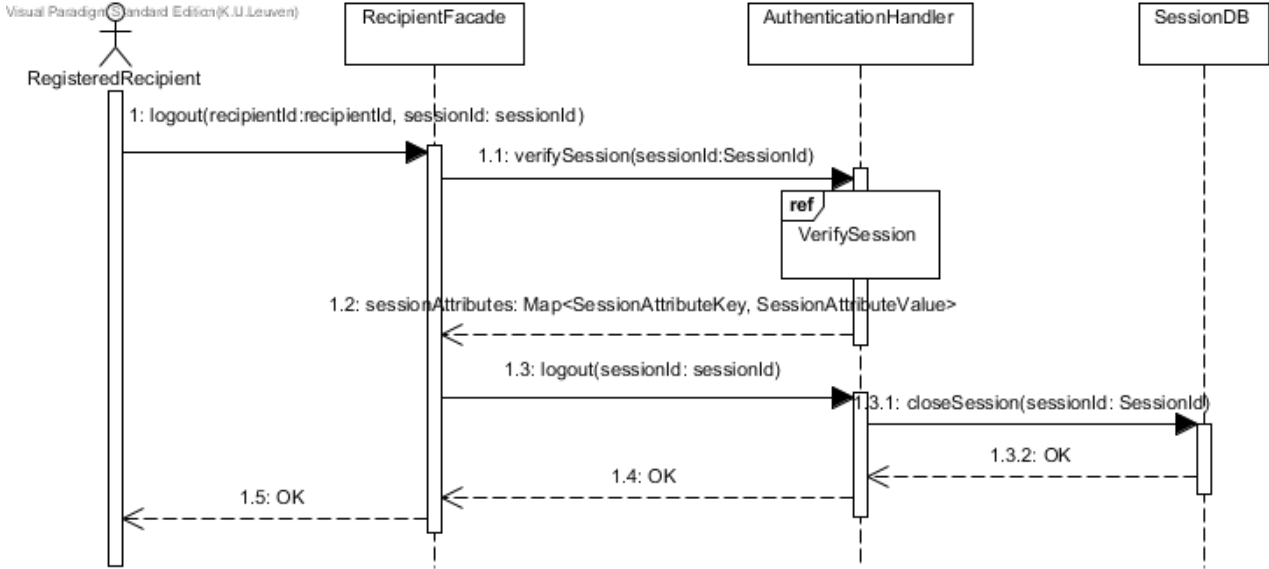 Visual Paradigm Standard Edition(K.U.Leuven)
RegisteredRecipient
RecipientFacade
AuthenticationHandler
SessionDB
1: logout(recipientId:recipientId, sessionId: sessionId)
1.1: verifySession(sessionId:SessionId)
ref
VerifySession
1.2: sessionAttributes: Map<SessionAttributeKey, SessionAttributeValue>
1.3: logout(sessionId: sessionId)
1.3.1: closeSession(sessionId: SessionId)
1.3.2: OK
1.4: OK
1.5: OK